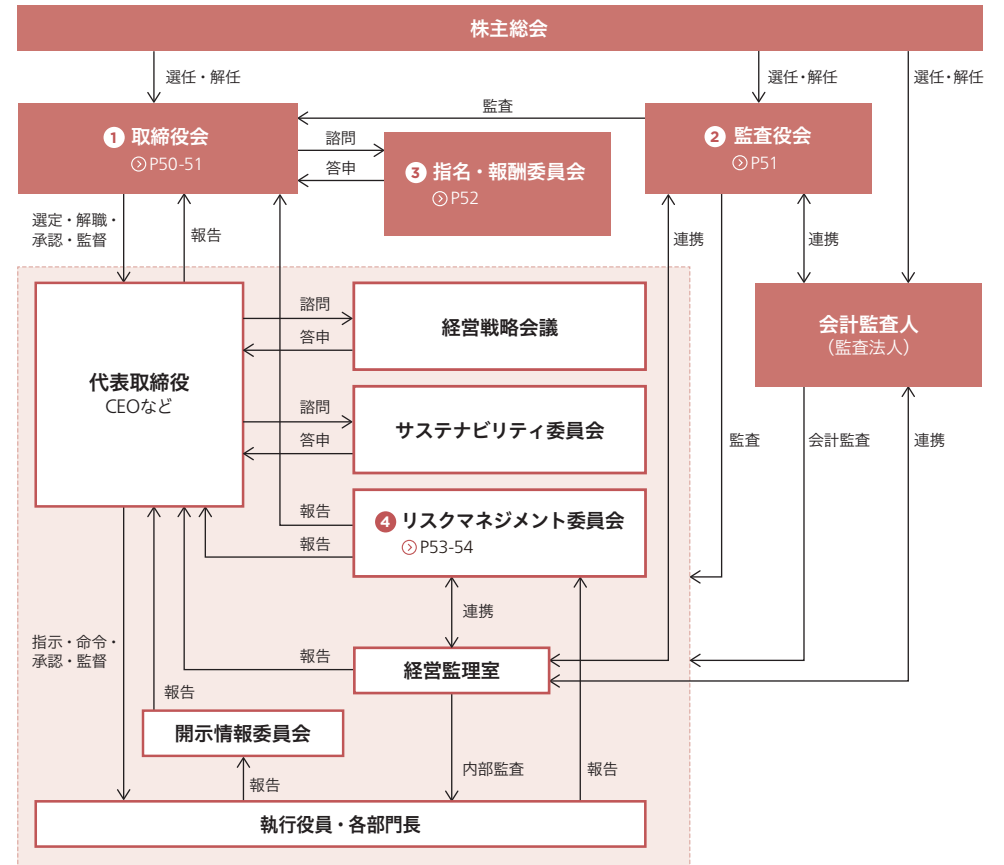 株主総会
選任・解任
選任・解任
選任・解任
監査
❶ 取締役会
P50-51
諮問
答申
❸ 指名・報酬委員会
P52
❷ 監査役会
P51
選定・解職・
承認・監督
報告
連携
連携
会計監査人
（監査法人）
代表取締役
CEOなど
諮問
答申
経営戦略会議
諮問
答申
サステナビリティ委員会
監査
会計監査
連携
報告
報告
❹ リスクマネジメント委員会
P53-54
連携
指示・命令・
承認・監督
報告
経営監理室
報告
開示情報委員会
内部監査
報告
報告
執行役員・各部門長